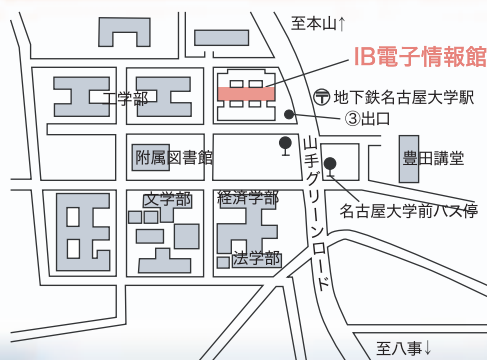 至本山↑
IB電子情報館
工学部
〶地下鉄名古屋大学駅
③出口
附属図書館
山手グリーンロード
豊田講堂
文学部
経済学部
名古屋大学前バス停
法学部
至八事↓